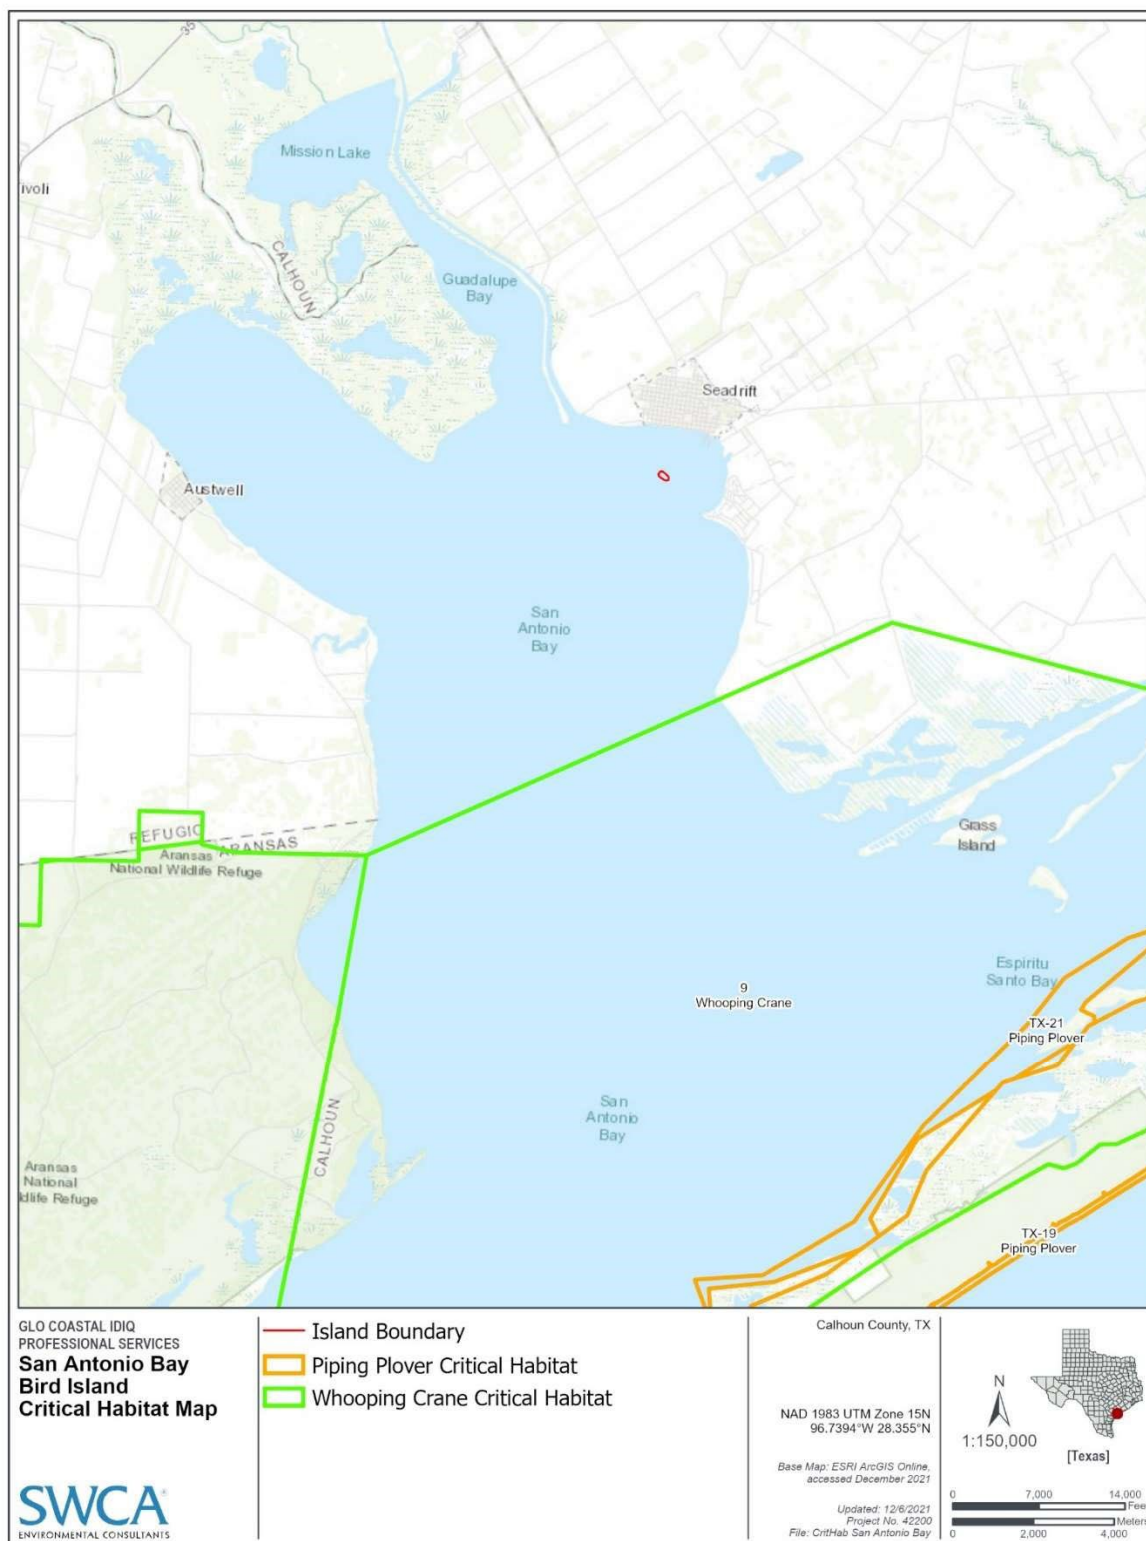 35
Mission Lake
ivoli
CALHOUN
Guadalupe
Bay
Seadrift
Austwell
San
Antonio
Bay
REFUGIO
ARANSAS
Aransas
National Wildlife Refuge
Grass
Island
Espiritu
Santo Bay
9
Whooping Crane
TX-21
Piping Plover
San
Antonio
Bay
CALHOUN
Aransas
National
ldlife Refuge
TX-19
Piping Plover
GLO COASTAL IDIQ
PROFESSIONAL SERVICES
San Antonio Bay
Bird Island
Critical Habitat Map
SWCA
ENVIRONMENTAL CONSULTANTS
Island Boundary
Piping Plover Critical Habitat
Whooping Crane Critical Habitat
Calhoun County, TX
NAD 1983 UTM Zone 15N
96.7394°W 28.355°N
Base Map: ESRI ArcGIS Online,
accessed December 2021
Updated: 12/6/2021
Project No. 42200
File: CritHab San Antonio Bay
N
1:150,000
[Texas]
0 7,000 14,000
Fee
Meters
0 2,000 4,000